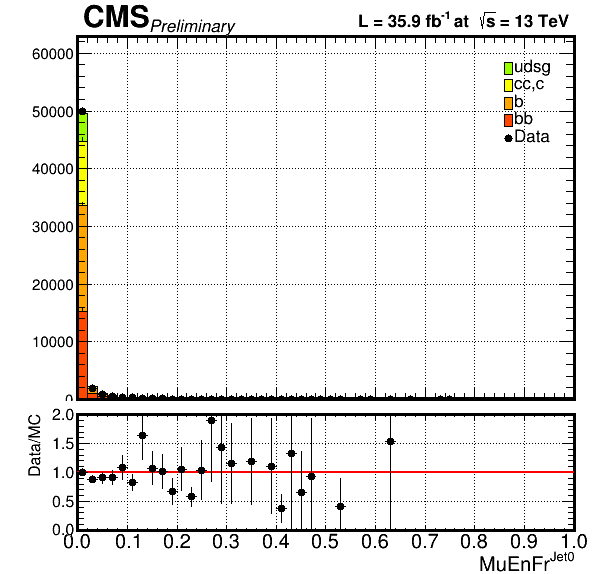 CMS Preliminary L = 35.9 fb⁻¹ at √s = 13 TeV
60000
50000
40000
30000
20000
10000
0
udsg
cc,c
b
bb
Data
Data/MC
2.0
1.5
1.0
0.5
0.0
0.0 0.1 0.2 0.3 0.4 0.5 0.6 0.7 0.8 0.9 1.0
MuEnFr^Jet0